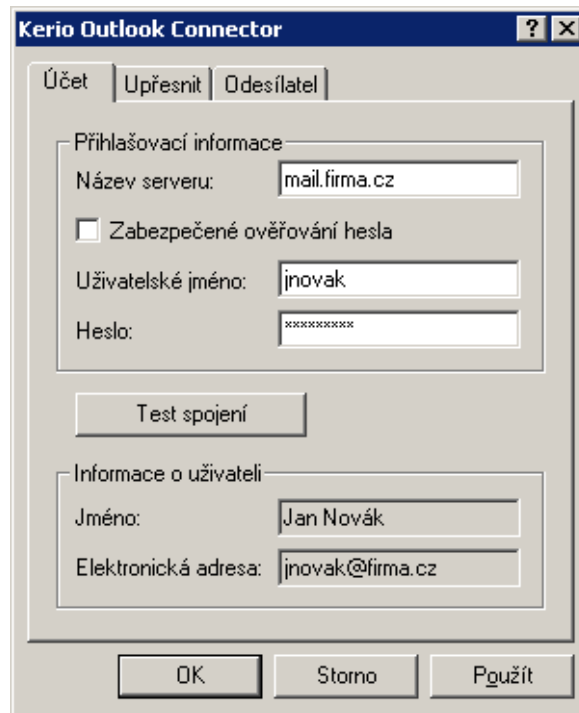 Kerio Outlook Connector
Účet Upřesnit Odesílatel
Přihlašovací informace
Název serveru: mail.firma.cz
Zabezpečené ověřování hesla
Uživatelské jméno: jnovak
Heslo: *********
Test spojení
Informace o uživateli
Jméno: Jan Novák
Elektronická adresa: jnovak@firma.cz
OK Storno Použít